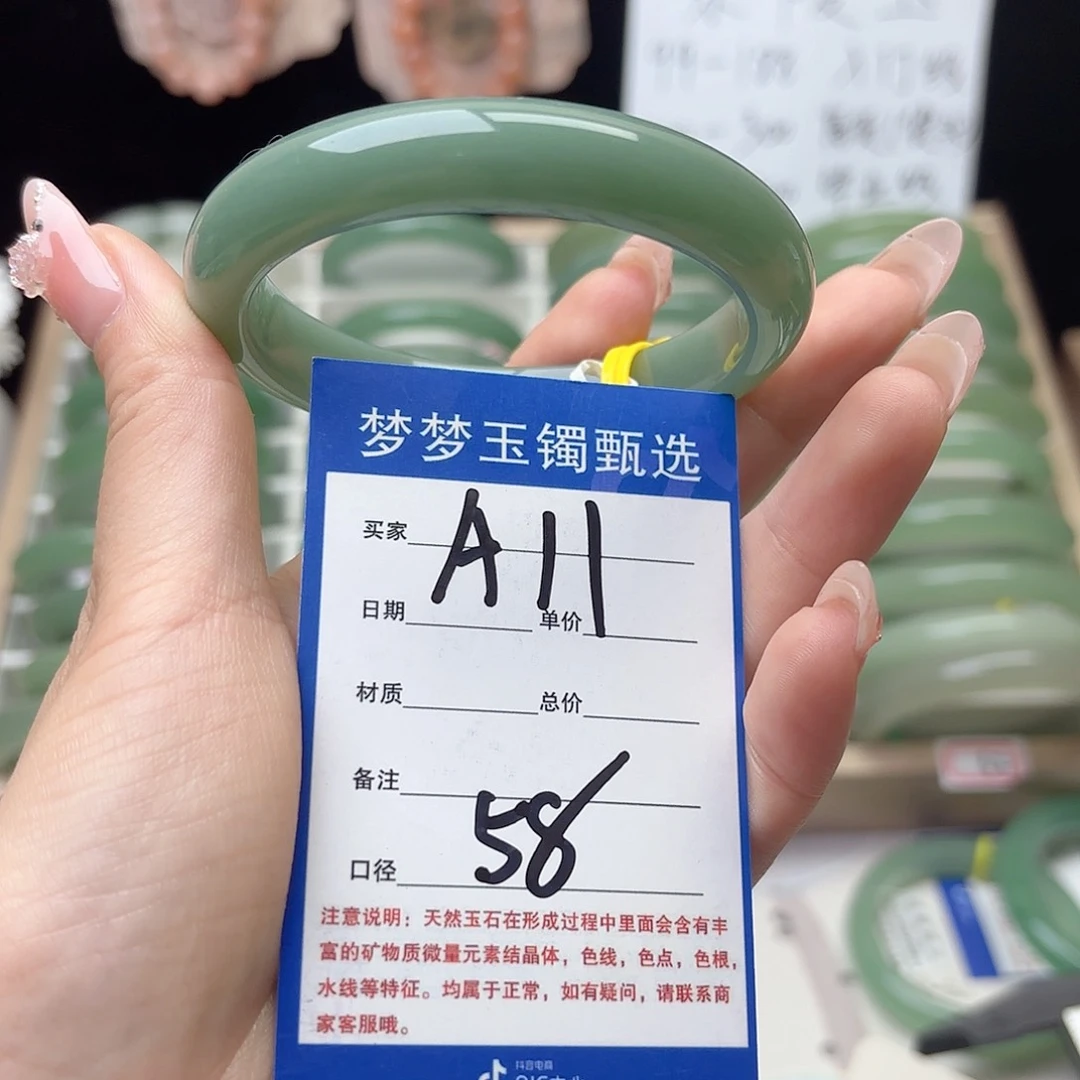 梦梦玉镯甄选
买家 A11
日期 单价
材质 总价
备注
口径 58
注意说明：天然玉石在形成过程中里面会含有丰
富的矿物质微量元素结晶体，色线，色点，色根，
水线等特征。均属于正常，如有疑问，请联系商
家客服哦。
抖音电商